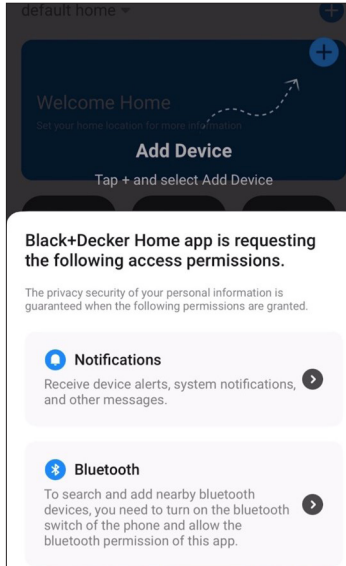 default home
Welcome Home
Set your home location for more information
Add Device
Tap + and select Add Device
Black+Decker Home app is requesting
the following access permissions.
The privacy security of your personal information is
guaranteed when the following permissions are granted.
Notifications
Receive device alerts, system notifications,
and other messages.
Bluetooth
To search and add nearby bluetooth
devices, you need to turn on the bluetooth
switch of the phone and allow the
bluetooth permission of this app.